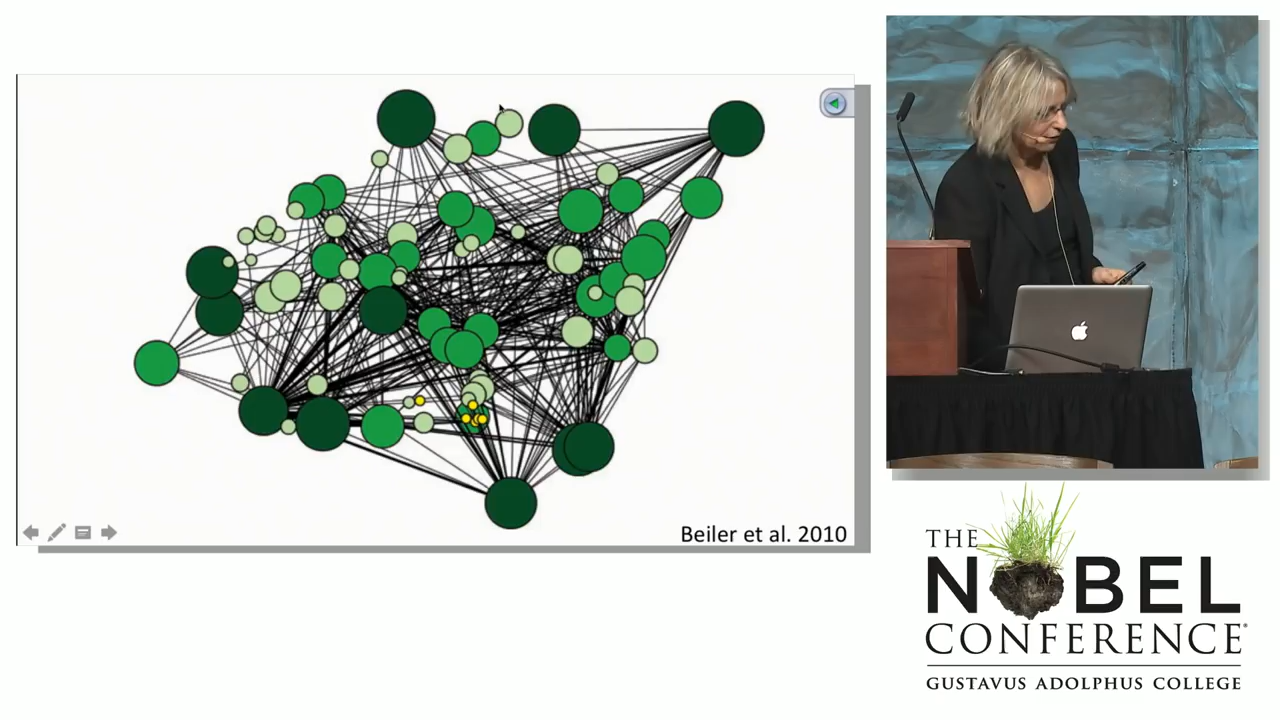 Beiler et al. 2010
THE
NOBEL
CONFERENCE
GUSTAVUS ADOLPHUS COLLEGE